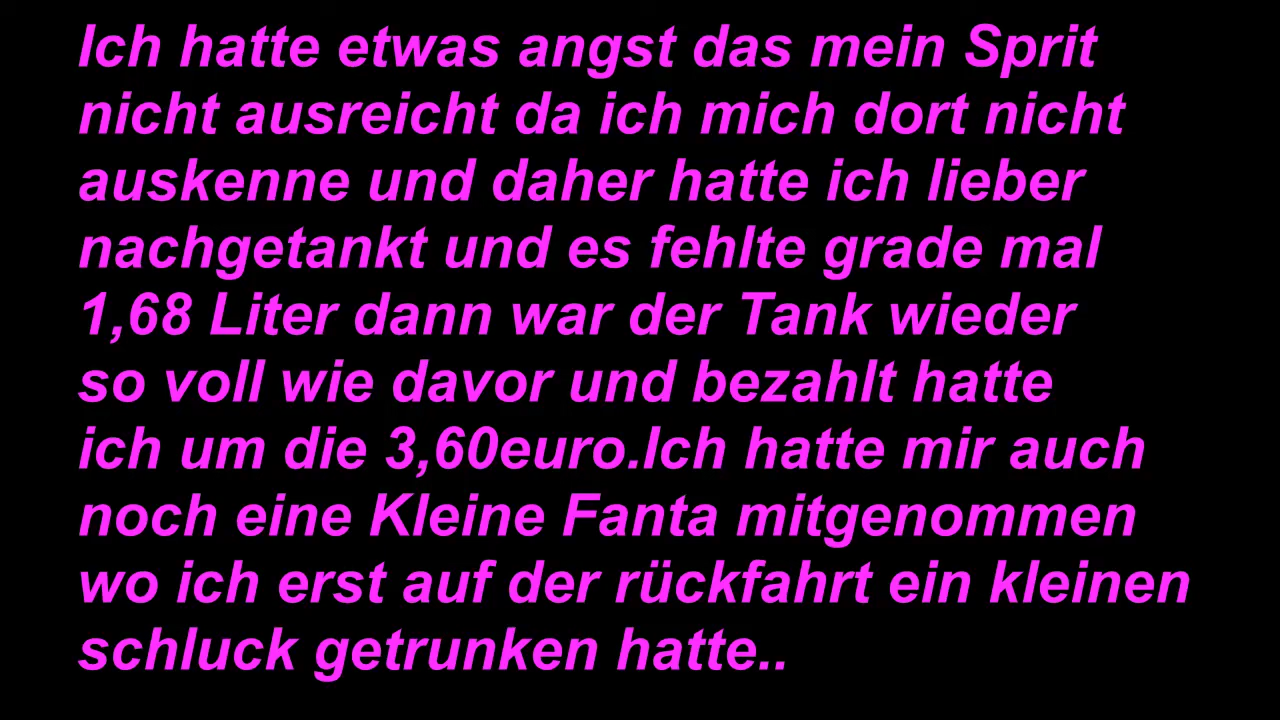 Ich hatte etwas angst das mein Sprit
nicht ausreicht da ich mich dort nicht
auskenne und daher hatte ich lieber
nachgetankt und es fehlte grade mal
1,68 Liter dann war der Tank wieder
so voll wie davor und bezahlt hatte
ich um die 3,60euro.Ich hatte mir auch
noch eine Kleine Fanta mitgenommen
wo ich erst auf der rückfahrt ein kleinen
schluck getrunken hatte..